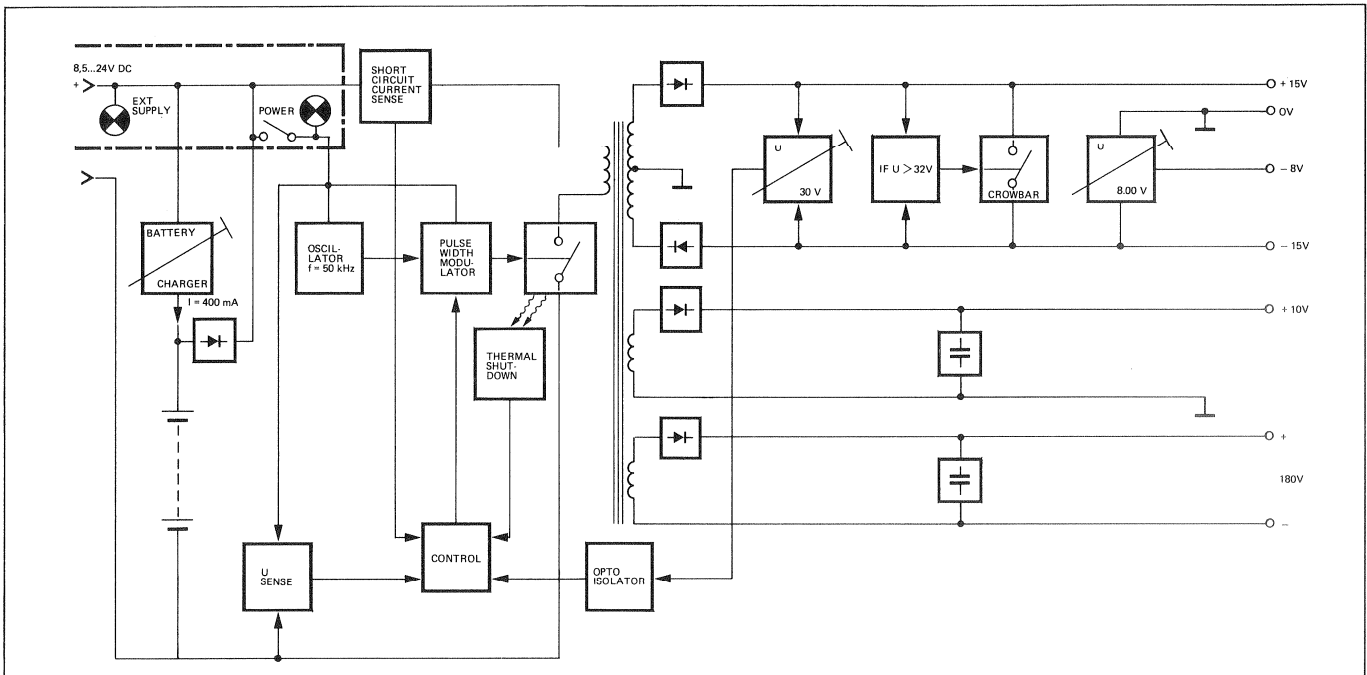 8,5...24V DC
+
EXT
SUPPLY
POWER
SHORT
CIRCUIT
CURRENT
SENSE
+ 15V
0V
U
30 V
IF U > 32V
CROWBAR
U
8.00 V
– 8V
– 15V
BATTERY
CHARGER
I = 400 mA
OSCIL-
LATOR
f = 50 kHz
PULSE
WIDTH
MODU-
LATOR
THERMAL
SHUT-
DOWN
+ 10V
+
180V
–
U
SENSE
CONTROL
OPTO
ISOLATOR